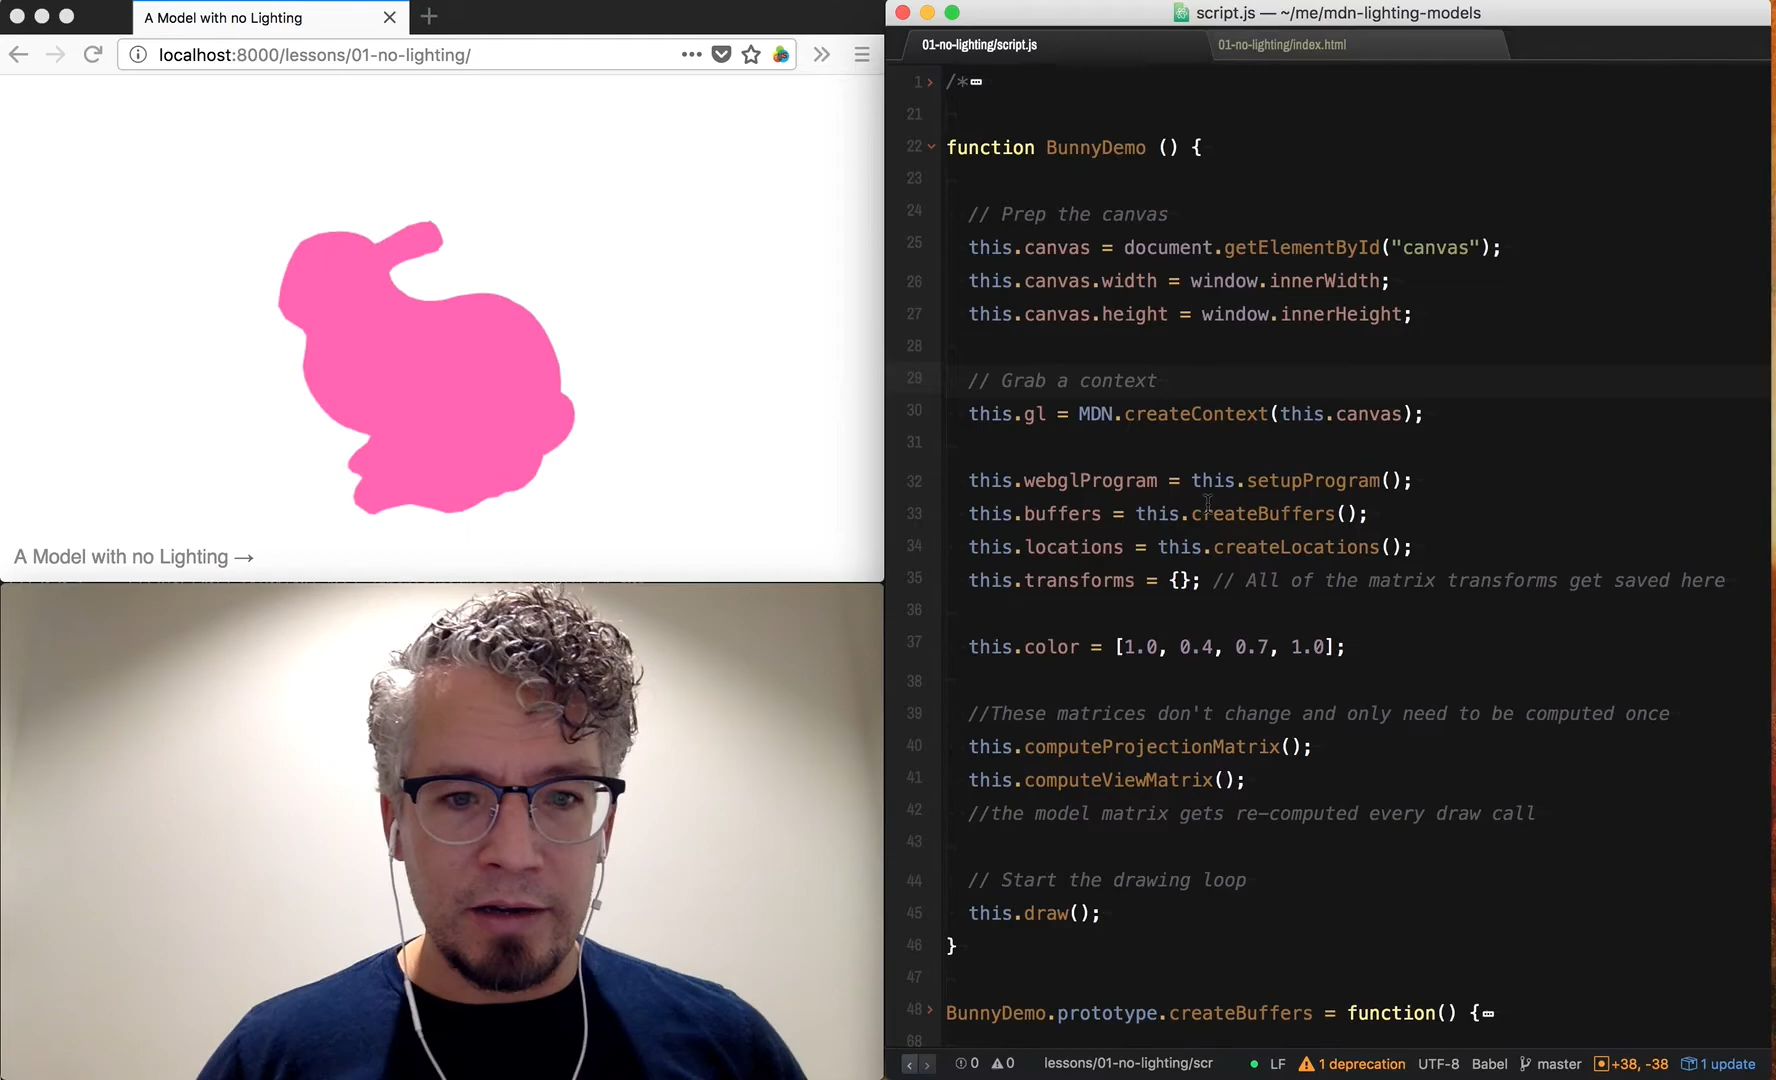 A Model with no Lighting
localhost:8000/lessons/01-no-lighting/
A Model with no Lighting →
script.js — ~/me/mdn-lighting-models
01-no-lighting/script.js
01-no-lighting/index.html
1 /*
21
22 function BunnyDemo () {
23
24 // Prep the canvas
25 this.canvas = document.getElementById("canvas");
26 this.canvas.width = window.innerWidth;
27 this.canvas.height = window.innerHeight;
28
29 // Grab a context
30 this.gl = MDN.createContext(this.canvas);
31
32 this.webglProgram = this.setupProgram();
33 this.buffers = this.createBuffers();
34 this.locations = this.createLocations();
35 this.transforms = {}; // All of the matrix transforms get saved here
36
37 this.color = [1.0, 0.4, 0.7, 1.0];
38
39 //These matrices don't change and only need to be computed once
40 this.computeProjectionMatrix();
41 this.computeViewMatrix();
42 //the model matrix gets re-computed every draw call
43
44 // Start the drawing loop
45 this.draw();
46 }
47
48 BunnyDemo.prototype.createBuffers = function() {
68
0 0 lessons/01-no-lighting/scr LF 1 deprecation UTF-8 Babel master +38, -38 1 update